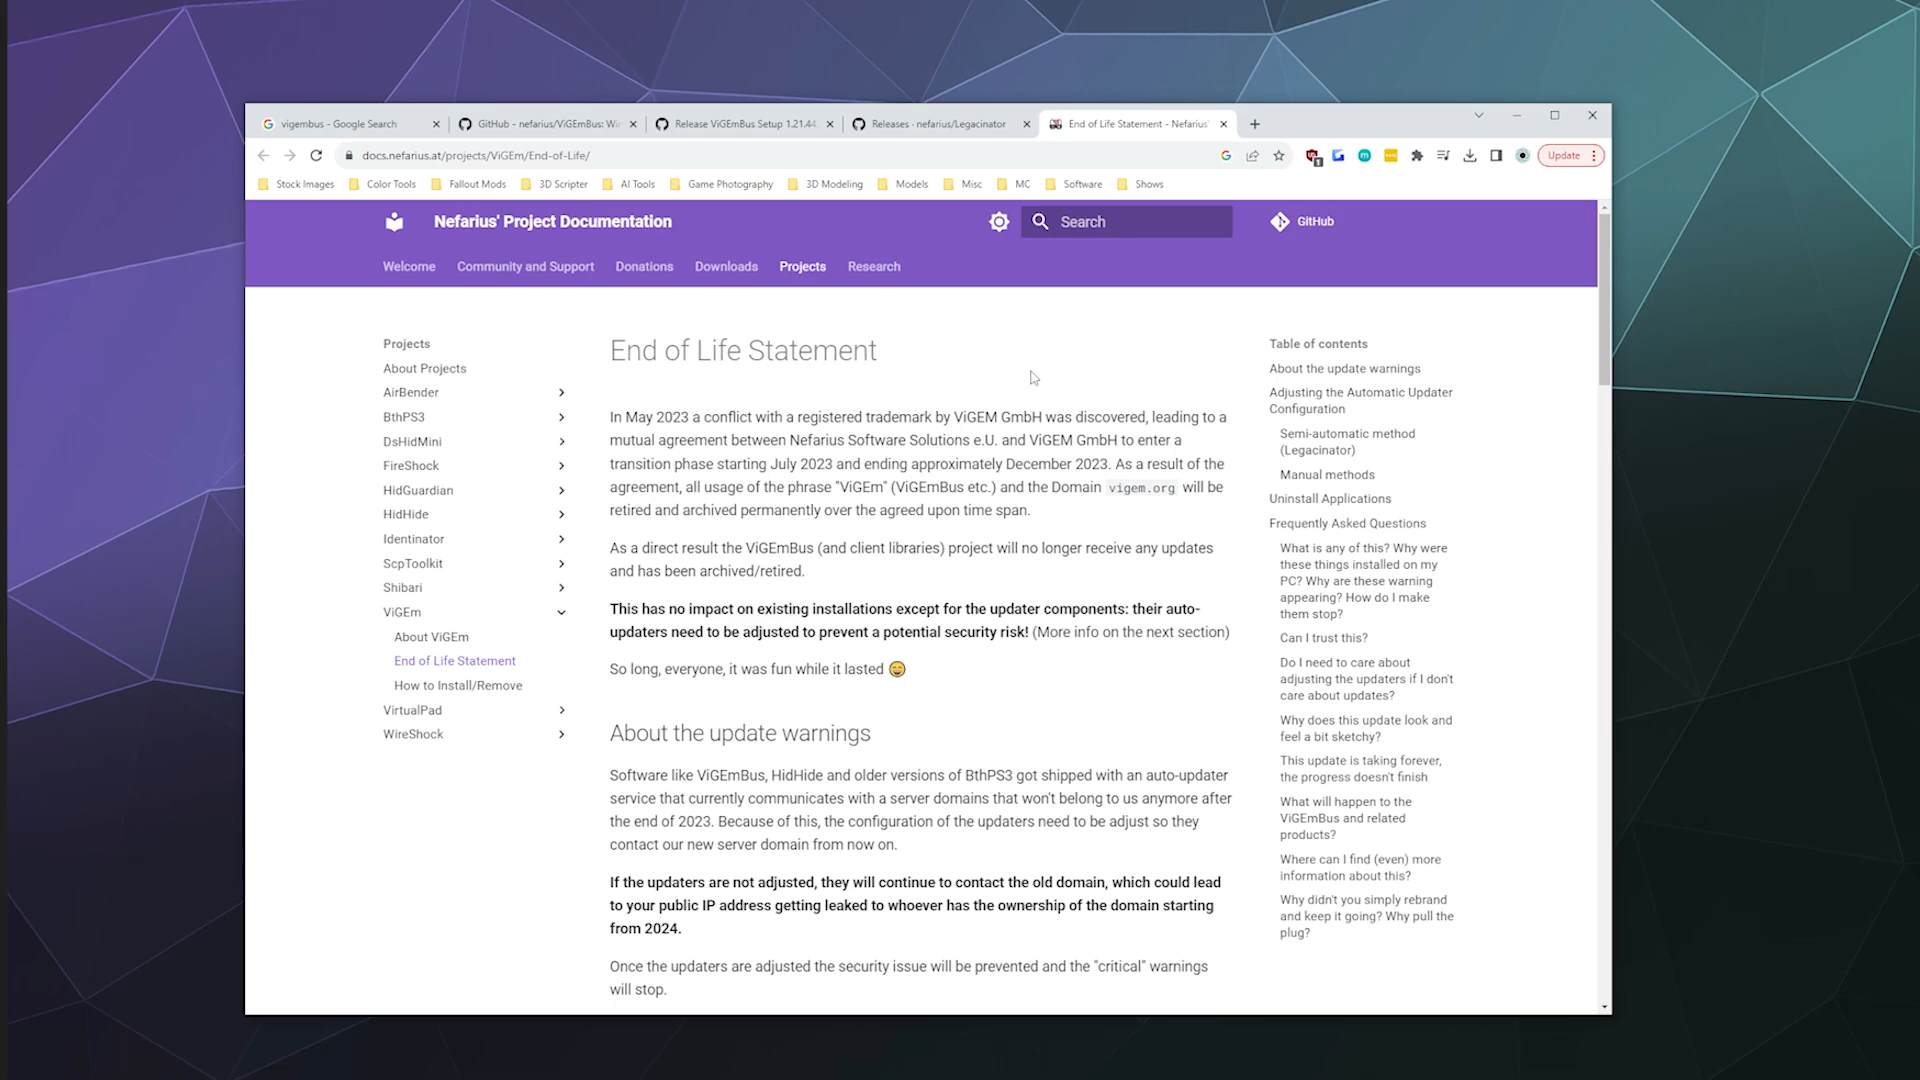 vigembus - Google Search
GitHub - nefarius/ViGEmBus: Wir
Release ViGEmBus Setup 1.21.44
Releases · nefarius/Legacinator
End of Life Statement - Nefarius'
docs.nefarius.at/projects/ViGEm/End-of-Life/
Update
Stock Images
Color Tools
Fallout Mods
3D Scripter
AI Tools
Game Photography
3D Modeling
Models
Misc
MC
Software
Shows
Nefarius' Project Documentation
Search
GitHub
Welcome
Community and Support
Donations
Downloads
Projects
Research
Projects
About Projects
AirBender
BthPS3
DsHidMini
FireShock
HidGuardian
HidHide
Identinator
ScpToolkit
Shibari
ViGEm
About ViGEm
End of Life Statement
How to Install/Remove
VirtualPad
WireShock
End of Life Statement
In May 2023 a conflict with a registered trademark by ViGEM GmbH was discovered, leading to a
mutual agreement between Nefarius Software Solutions e.U. and ViGEM GmbH to enter a
transition phase starting July 2023 and ending approximately December 2023. As a result of the
agreement, all usage of the phrase "ViGEm" (ViGEmBus etc.) and the Domain vigem.org will be
retired and archived permanently over the agreed upon time span.
As a direct result the ViGEmBus (and client libraries) project will no longer receive any updates
and has been archived/retired.
This has no impact on existing installations except for the updater components: their auto-
updaters need to be adjusted to prevent a potential security risk! (More info on the next section)
So long, everyone, it was fun while it lasted 😄
About the update warnings
Software like ViGEmBus, HidHide and older versions of BthPS3 got shipped with an auto-updater
service that currently communicates with a server domains that won't belong to us anymore after
the end of 2023. Because of this, the configuration of the updaters need to be adjust so they
contact our new server domain from now on.
If the updaters are not adjusted, they will continue to contact the old domain, which could lead
to your public IP address getting leaked to whoever has the ownership of the domain starting
from 2024.
Once the updaters are adjusted the security issue will be prevented and the "critical" warnings
will stop.
Table of contents
About the update warnings
Adjusting the Automatic Updater
Configuration
Semi-automatic method
(Legacinator)
Manual methods
Uninstall Applications
Frequently Asked Questions
What is any of this? Why were
these things installed on my
PC? Why are these warning
appearing? How do I make
them stop?
Can I trust this?
Do I need to care about
adjusting the updaters if I don't
care about updates?
Why does this update look and
feel a bit sketchy?
This update is taking forever,
the progress doesn't finish
What will happen to the
ViGEmBus and related
products?
Where can I find (even) more
information about this?
Why didn't you simply rebrand
and keep it going? Why pull the
plug?